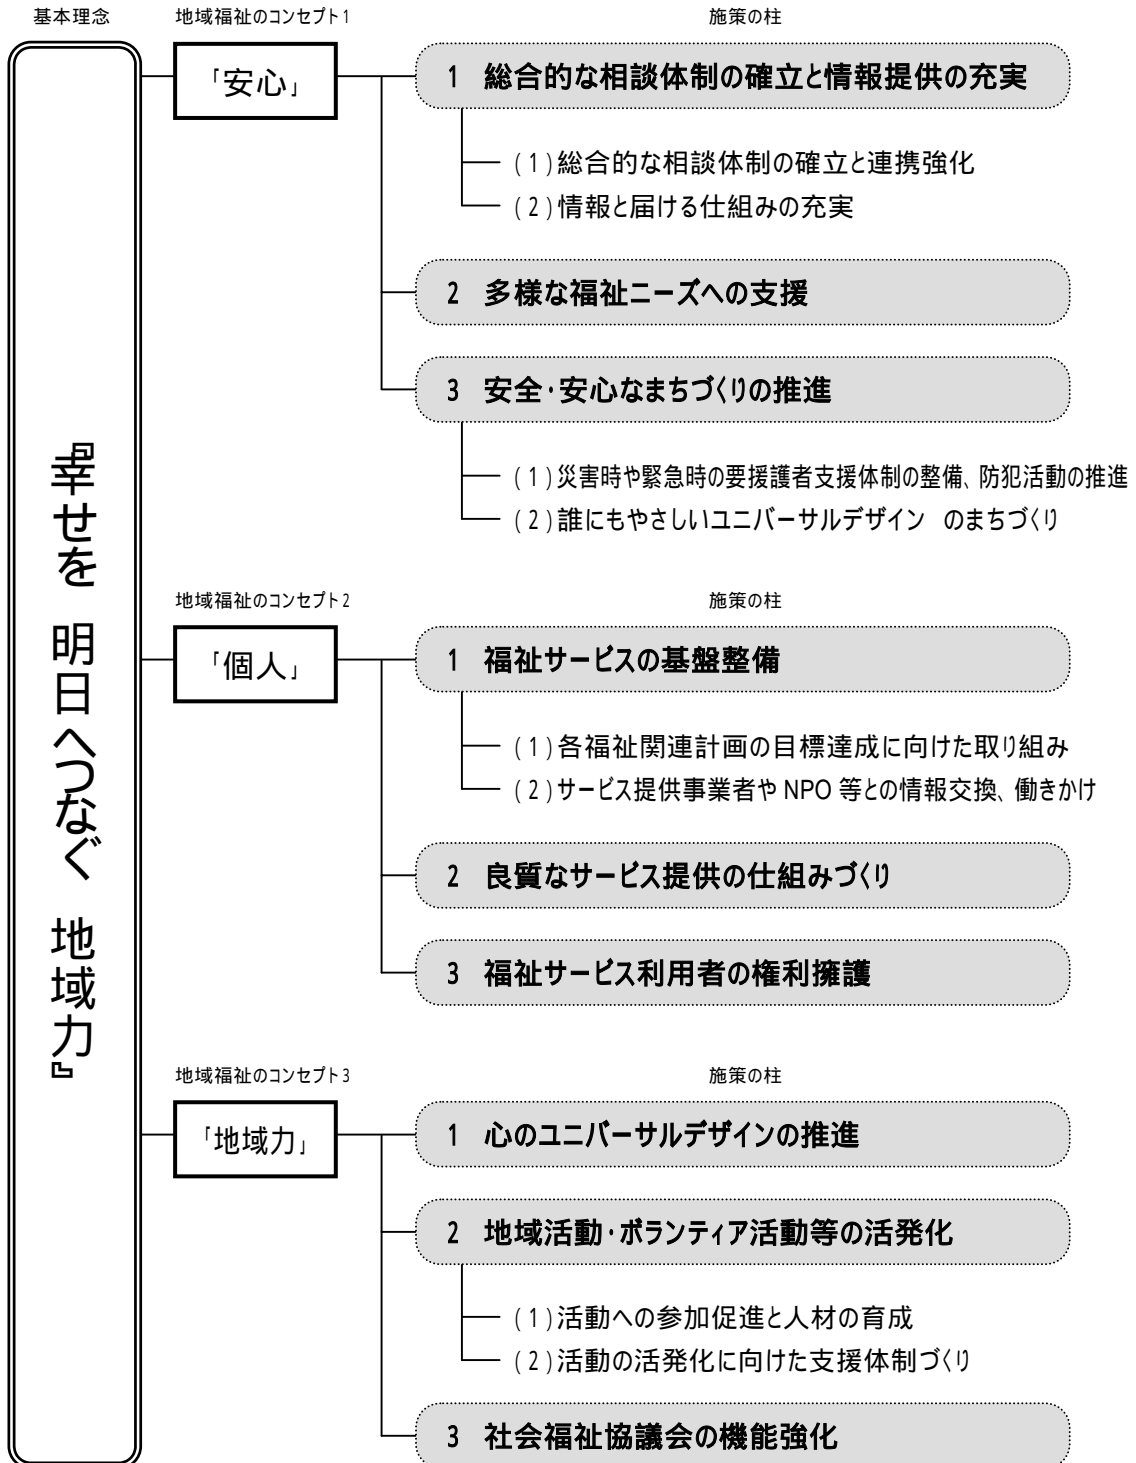 基本理念
『幸せを 明日へつなぐ 地域力』
地域福祉のコンセプト1
施策の柱
「安心」
1 総合的な相談体制の確立と情報提供の充実
(1)総合的な相談体制の確立と連携強化
(2)情報と届ける仕組みの充実
2 多様な福祉ニーズへの支援
3 安全・安心なまちづくりの推進
(1)災害時や緊急時の要援護者支援体制の整備、防犯活動の推進
(2)誰にもやさしいユニバーサルデザイン のまちづくり
地域福祉のコンセプト2
施策の柱
「個人」
1 福祉サービスの基盤整備
(1)各福祉関連計画の目標達成に向けた取り組み
(2)サービス提供事業者や NPO 等との情報交換、働きかけ
2 良質なサービス提供の仕組みづくり
3 福祉サービス利用者の権利擁護
地域福祉のコンセプト3
施策の柱
「地域力」
1 心のユニバーサルデザインの推進
2 地域活動・ボランティア活動等の活発化
(1)活動への参加促進と人材の育成
(2)活動の活発化に向けた支援体制づくり
3 社会福祉協議会の機能強化